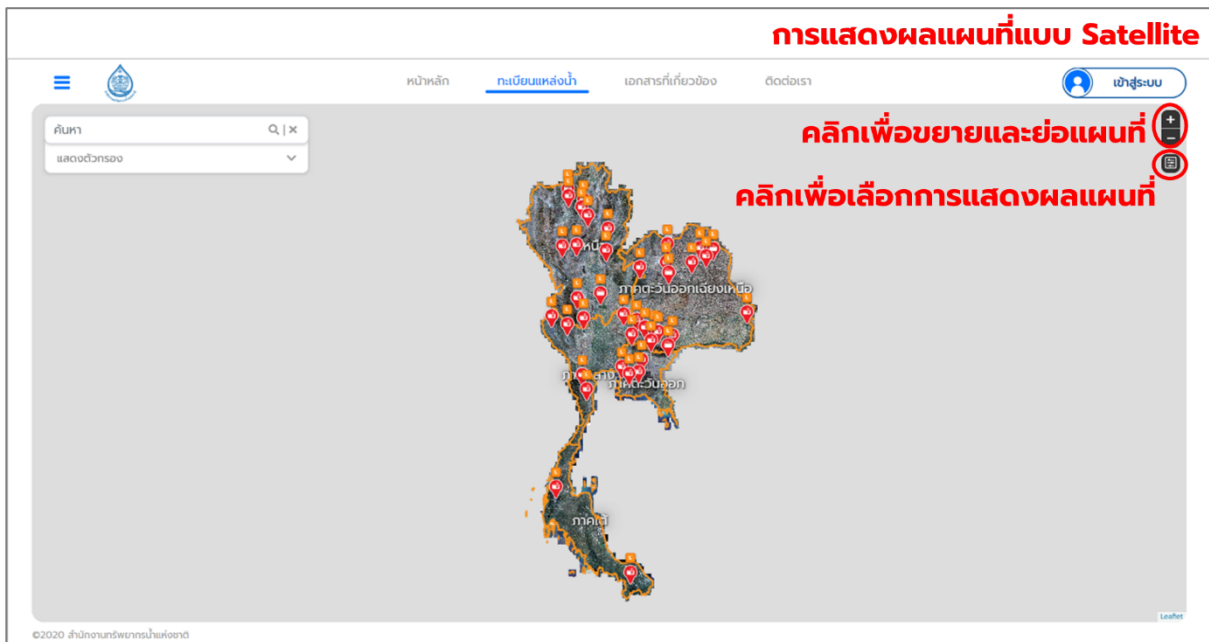 การแสดงผลแผนที่แบบ Satellite
หน้าหลัก ทะเบียนแหล่งน้ำ เอกสารที่เกี่ยวข้อง ติดต่อเรา เข้าสู่ระบบ
ค้นหา
แสดงตัวกรอง
คลิกเพื่อขยายและย่อแผนที่
+
−
คลิกเพื่อเลือกการแสดงผลแผนที่
ภาคตะวันออกเฉียงเหนือ
ภาคตะวันออก
ภาคใต้
Leaflet
©2020 สำนักงานทรัพยากรน้ำแห่งชาติ